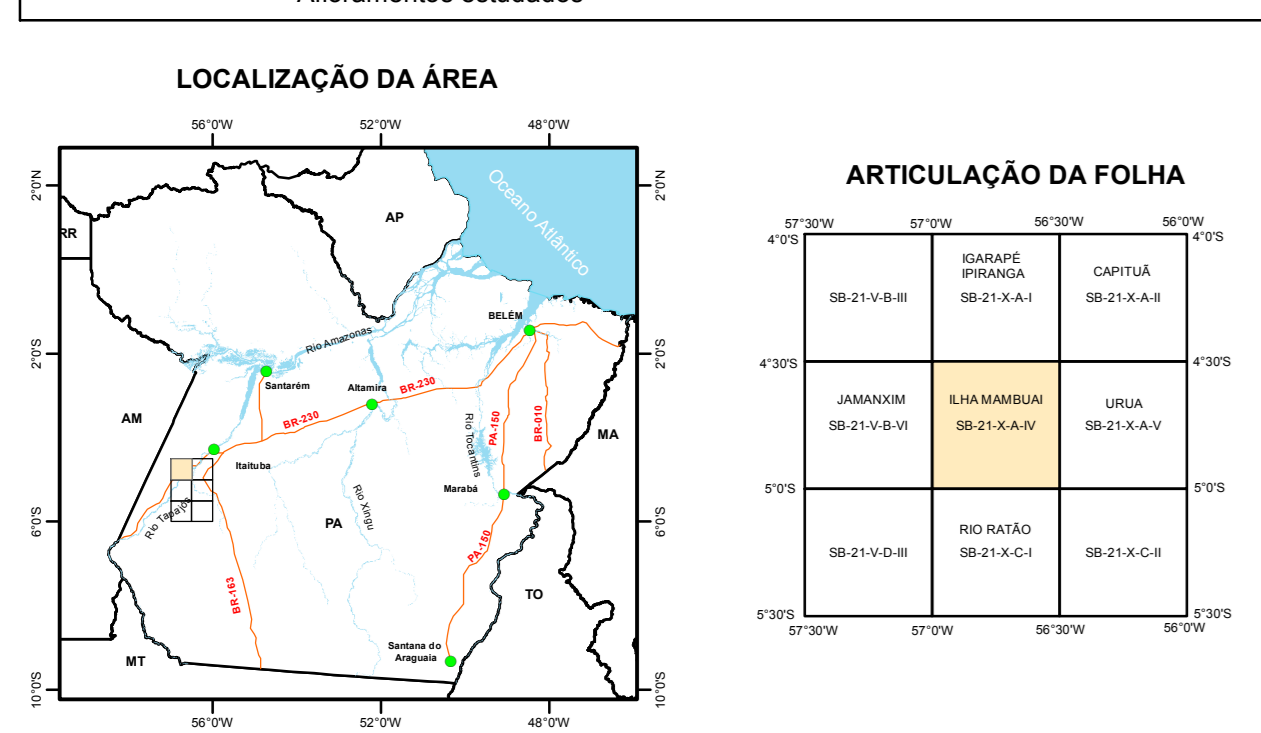 LOCALIZAÇÃO DA ÁREA
56°0'W 52°0'W 48°0'W
2°0'N 2°0'N
RR
AP
Oceano Atlântico
BELÉM
Rio Amazonas
2°0'S 2°0'S
Santarém
Altamira
BR-230
BR-230
AM
PA-150
BR-010
MA
Rio Tocantins
Itaituba
Marabá
Rio Xingu
Rio Tapajós
PA
6°0'S 6°0'S
PA-150
BR-163
TO
Santana do
Araguaia
MT
10°0'S 10°0'S
56°0'W 52°0'W 48°0'W
ARTICULAÇÃO DA FOLHA
57°30'W 57°0'W 56°30'W 56°0'W
4°0'S 4°0'S
SB-21-V-B-III
IGARAPÉ
IPIRANGA
SB-21-X-A-I
CAPITUÃ
SB-21-X-A-II
4°30'S 4°30'S
JAMANXIM
SB-21-V-B-VI
ILHA MAMBUAI
SB-21-X-A-IV
URUA
SB-21-X-A-V
5°0'S 5°0'S
SB-21-V-D-III
RIO RATÃO
SB-21-X-C-I
SB-21-X-C-II
5°30'S 5°30'S
57°30'W 57°0'W 56°30'W 56°0'W